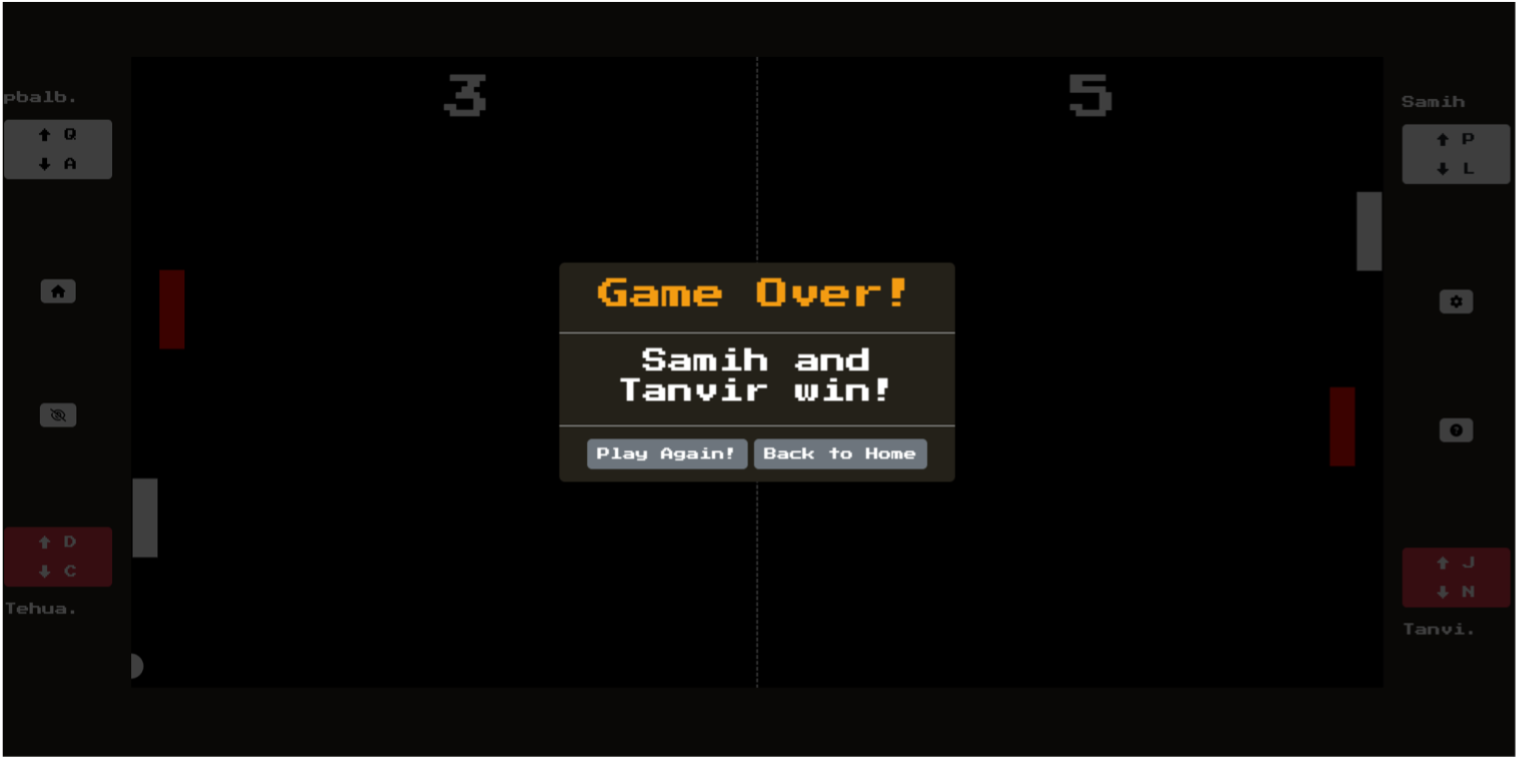 3
5
pbalb.
↑ Q
↓ A
Samih
↑ P
↓ L
Game Over!
Samih and
Tanvir win!
Play Again!
Back to Home
↑ D
↓ C
Tehua.
↑ J
↓ N
Tanvi.